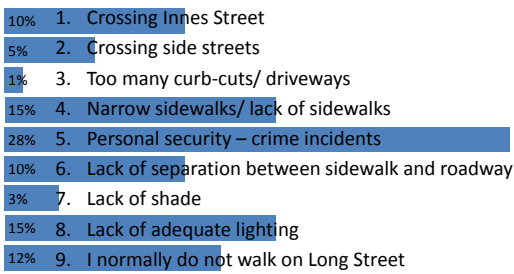 10% 1. Crossing Innes Street
5% 2. Crossing side streets
1% 3. Too many curb-cuts/ driveways
15% 4. Narrow sidewalks/ lack of sidewalks
28% 5. Personal security – crime incidents
10% 6. Lack of separation between sidewalk and roadway
3% 7. Lack of shade
15% 8. Lack of adequate lighting
12% 9. I normally do not walk on Long Street